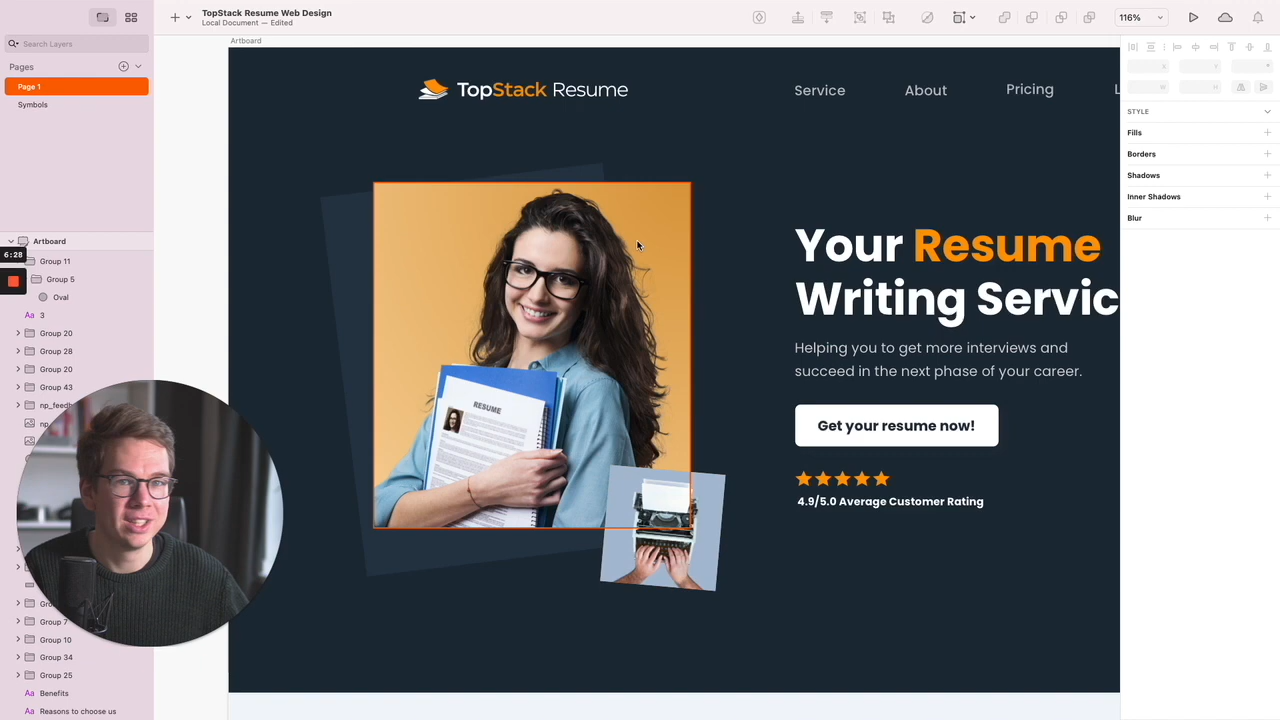 TopStack Resume Web Design
Local Document — Edited
116%
Search Layers
Pages
Page 1
Symbols
Artboard
6:28
Group 11
Group 5
Oval
Aa 3
Group 20
Group 28
Group 20
Group 43
Group 7
Group 10
Group 34
Group 25
Aa Benefits
Aa Reasons to choose us
Artboard
TopStack Resume
Service
About
Pricing
RESUME
Your Resume
Writing Servic
Helping you to get more interviews and
succeed in the next phase of your career.
Get your resume now!
4.9/5.0 Average Customer Rating
X
Y
W
H
STYLE
Fills
Borders
Shadows
Inner Shadows
Blur